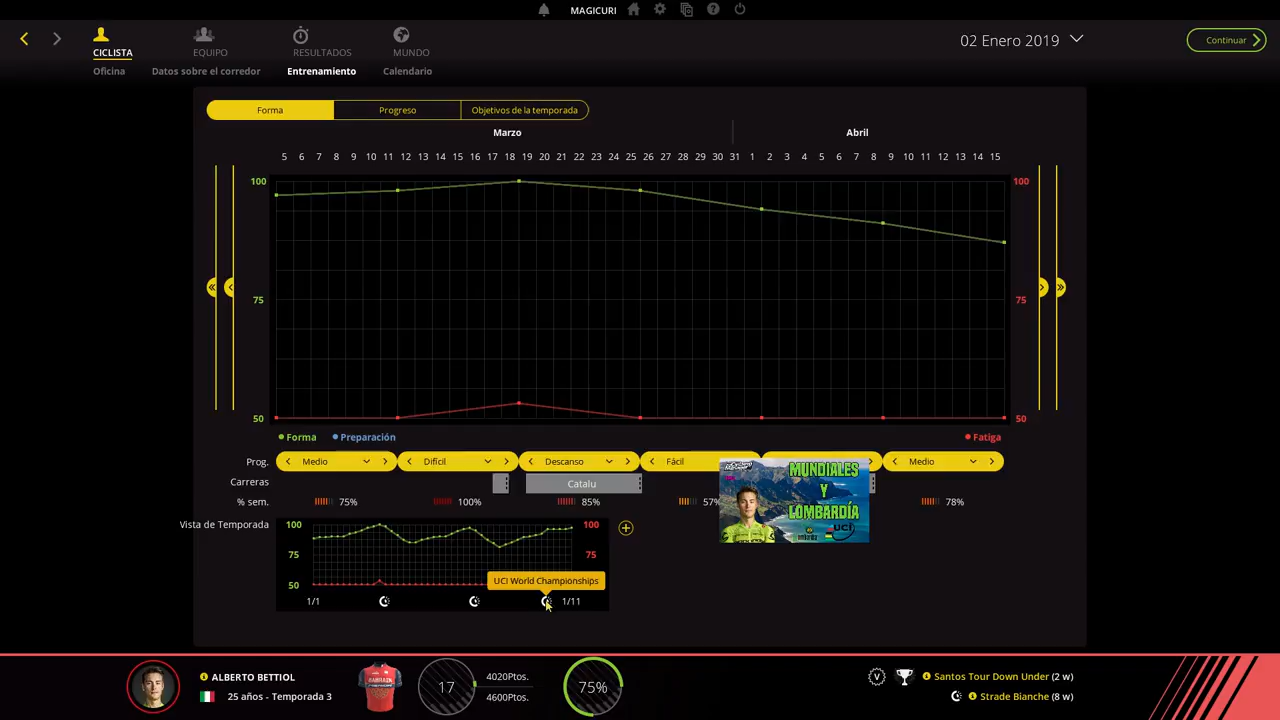 MAGICURI
CICLISTA EQUIPO RESULTADOS MUNDO
02 Enero 2019
Continuar
Oficina Datos sobre el corredor Entrenamiento Calendario
Forma Progreso Objetivos de la temporada
Marzo Abril
5 6 7 8 9 10 11 12 13 14 15 16 17 18 19 20 21 22 23 24 25 26 27 28 29 30 31 1 2 3 4 5 6 7 8 9 10 11 12 13 14 15
100 100
75 75
50 50
Forma Preparación Fatiga
Prog. Medio Difícil Descanso Fácil Medio
Carreras Catalu
% sem. 75% 100% 85% 57% 78%
MUNDIALES
Y
LOMBARDÍA
uci
Vista de Temporada 100 100
75 75
50
UCI World Championships
1/1 1/11
ALBERTO BETTIOL
25 años - Temporada 3
BAHRAIN
17
4020Pts.
4600Pts.
75%
V
Santos Tour Down Under (2 w)
Strade Bianche (8 w)